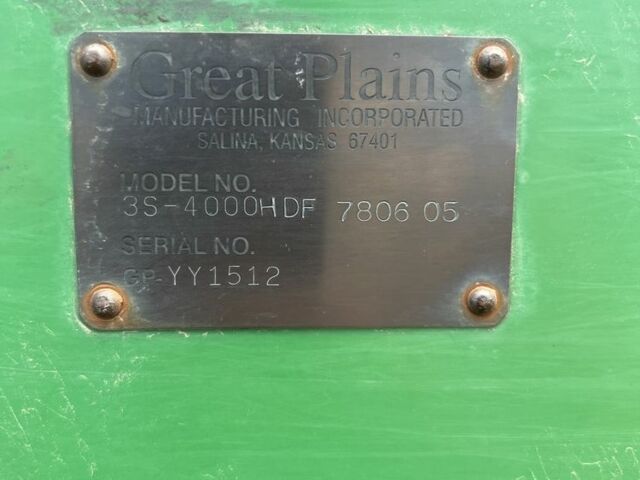 Great Plains
MANUFACTURING INCORPORATED
SALINA, KANSAS 67401
MODEL NO.
3S-4000HDF 7806 05
SERIAL NO.
GP-YY1512